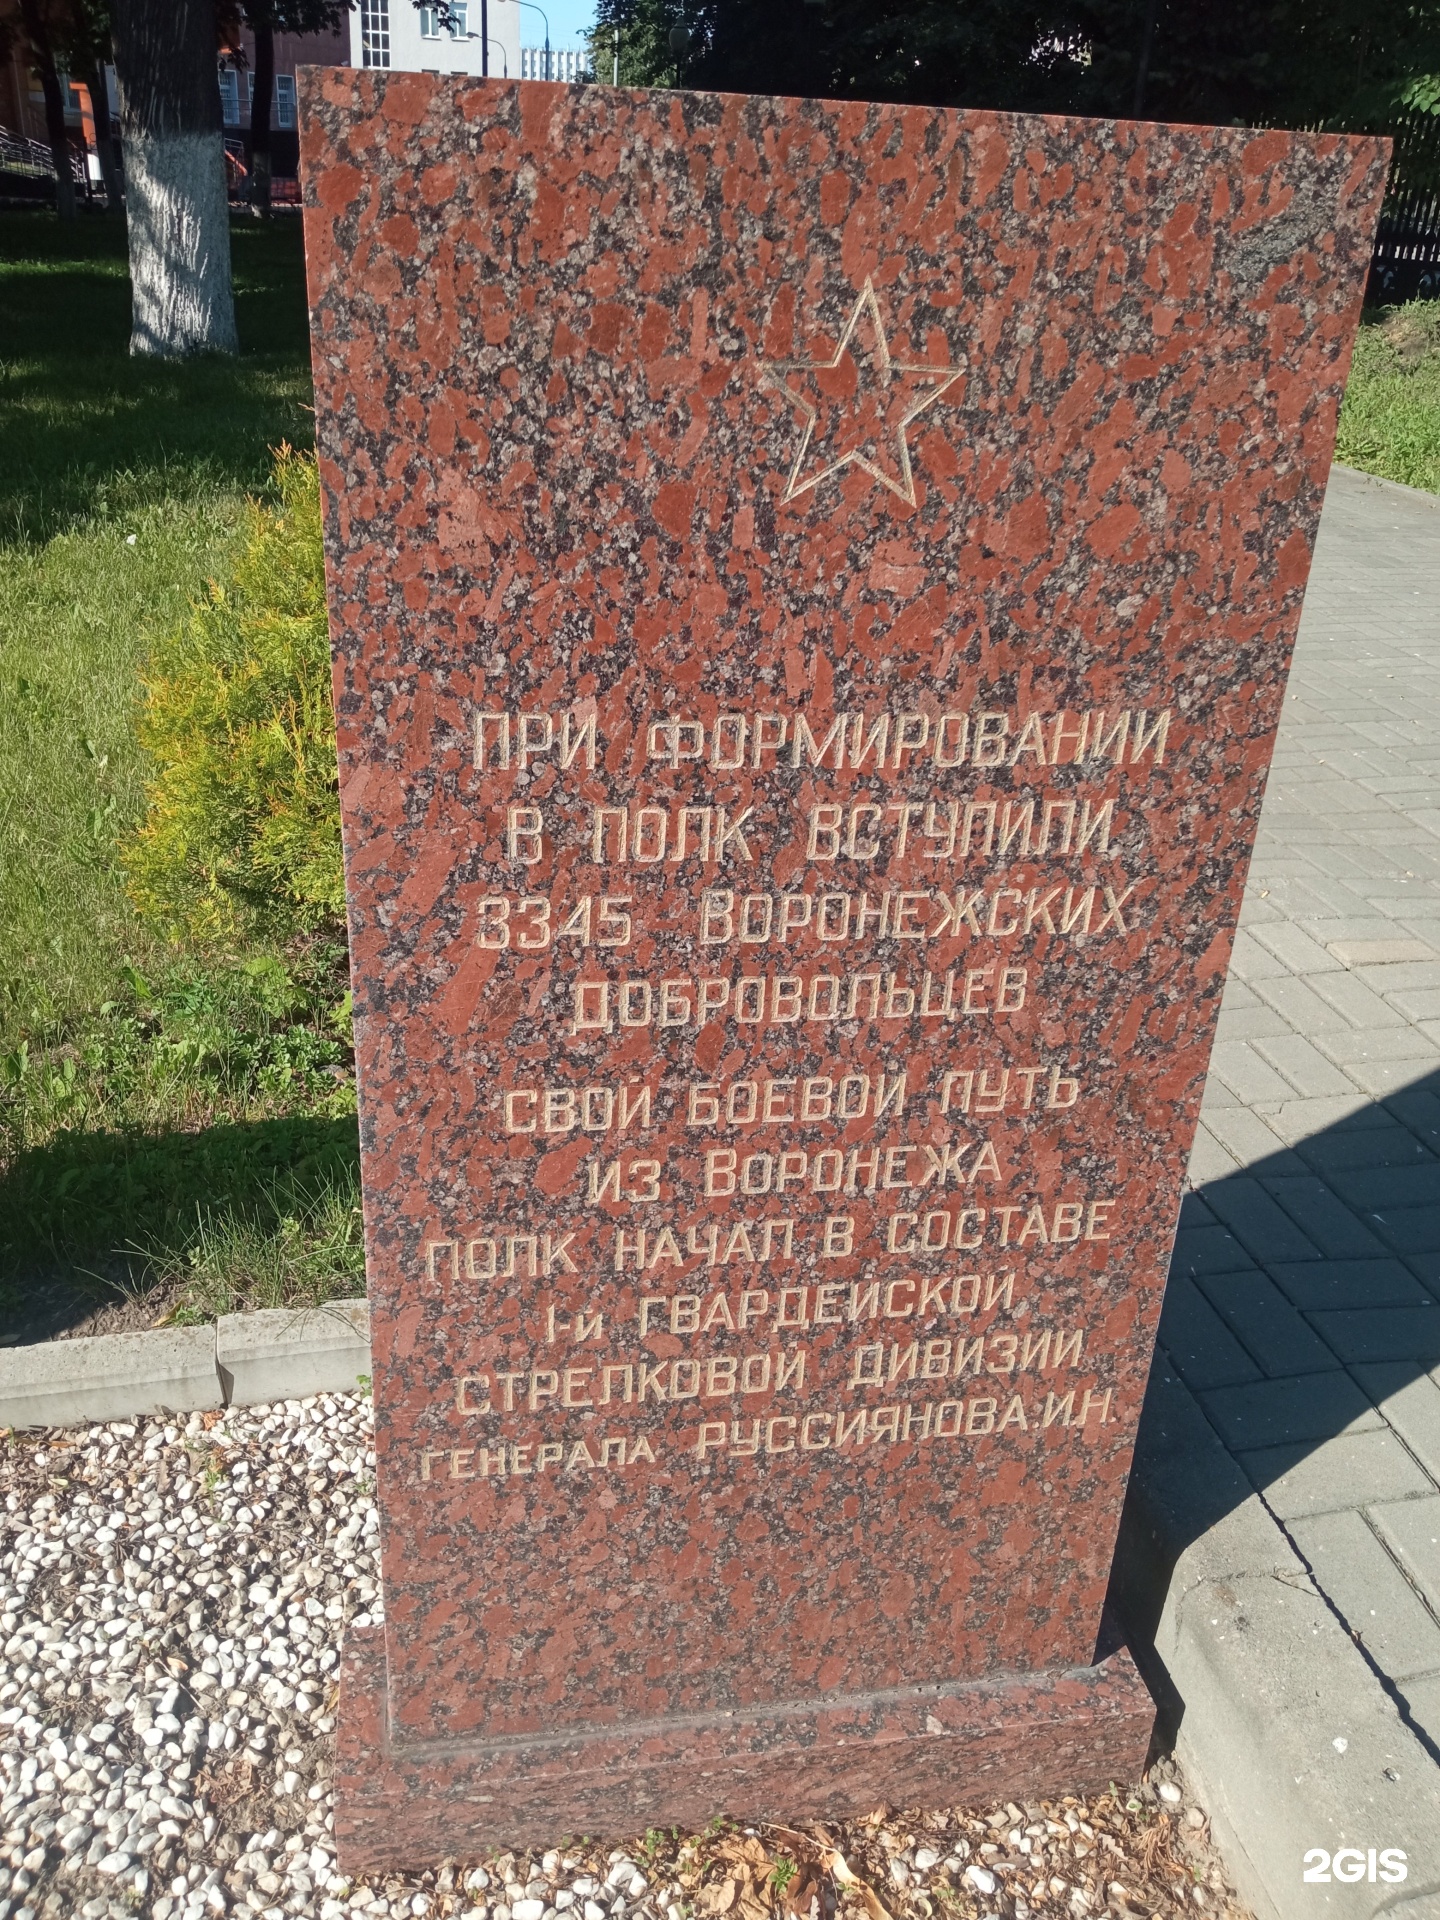 ПРИ ФОРМИРОВАНИИ
В ПОЛК ВСТУПИЛИ
3345 ВОРОНЕЖСКИХ
ДОБРОВОЛЬЦЕВ
СВОЙ БОЕВОЙ ПУТЬ
ИЗ ВОРОНЕЖА
ПОЛК НАЧАЛ В СОСТАВЕ
1-й ГВАРДЕЙСКОЙ
СТРЕЛКОВОЙ ДИВИЗИИ
ГЕНЕРАЛА РУССИЯНОВА И.Н.
2GIS